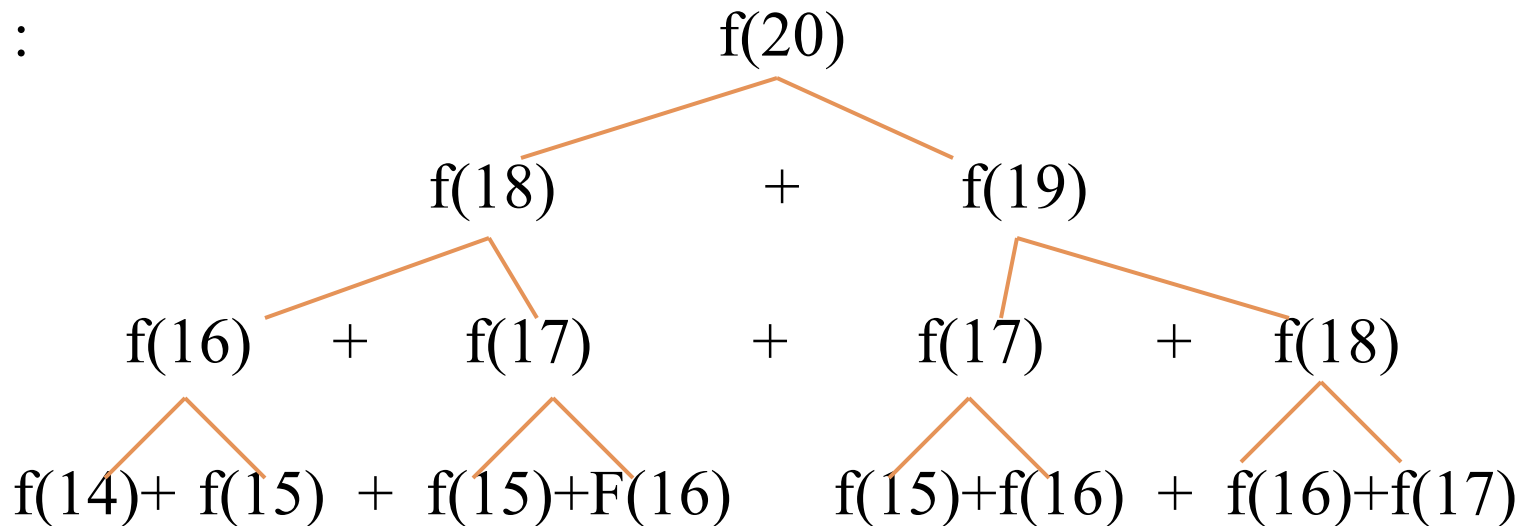 : f(20)
f(18) + f(19)
f(16) + f(17) + f(17) + f(18)
f(14)+ f(15) + f(15)+F(16) f(15)+f(16) + f(16)+f(17)